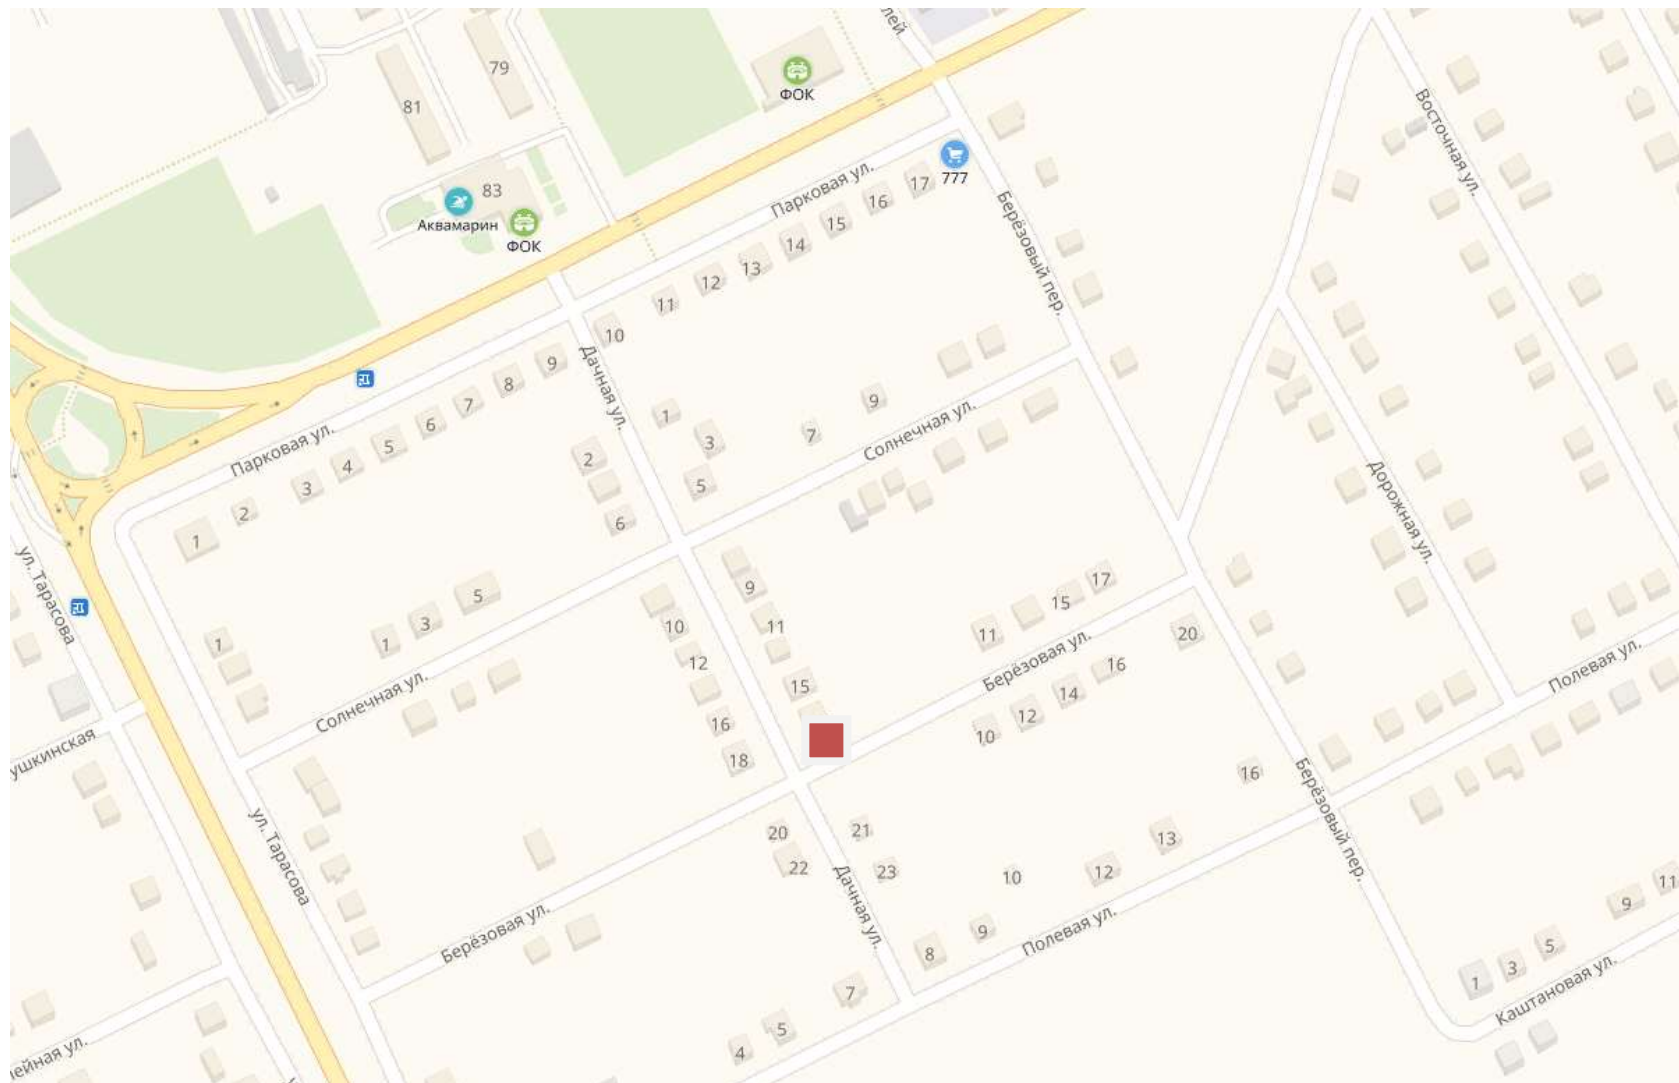 лей
79
81
ФОК
83
Аквамарин
ФОК
777
Парковая ул.
17
16
15
14
13
12
11
10
9
8
7
6
5
4
3
2
1
Парковая ул.
Восточная ул.
Берёзовый пер.
Дачная ул.
1
3
5
7
9
2
6
Солнечная ул.
Дорожная ул.
ул. Тарасова
1
1
3
5
Солнечная ул.
10
12
16
18
9
11
15
11
15
17
Берёзовая ул.
20
16
14
12
10
Полевая ул.
ушкинская
ул. Тарасова
20
22
21
23
Дачная ул.
10
12
13
16
Берёзовый пер.
Берёзовая ул.
8
9
Полевая ул.
7
5
4
11
9
5
3
1
Каштановая ул.
ейная ул.